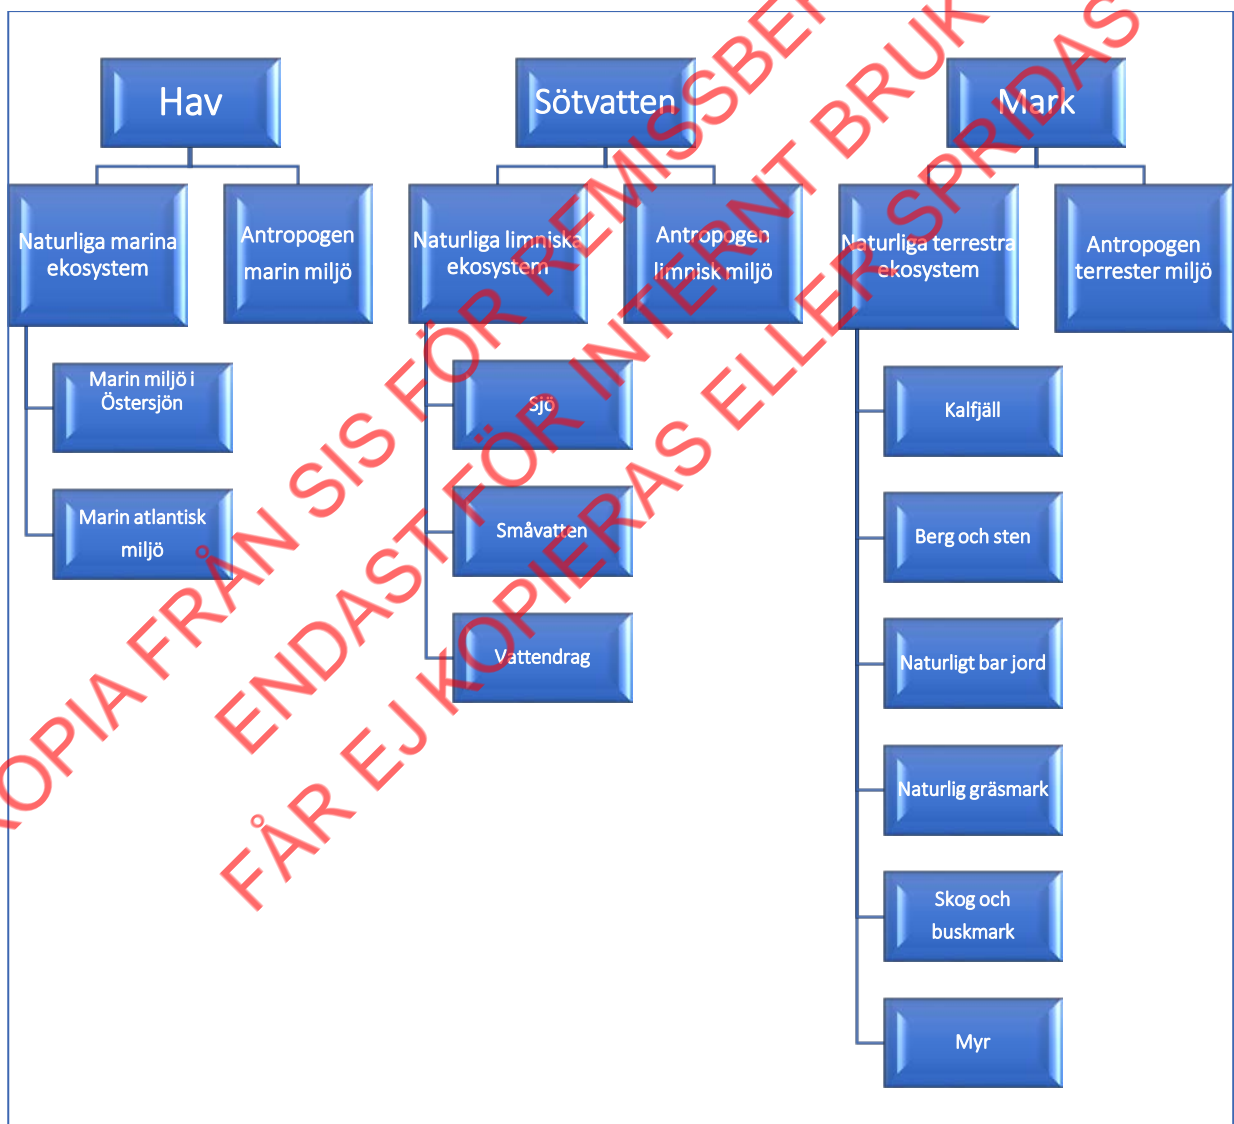 Hav
Sötvatten
Mark
Naturliga marina
ekosystem
Antropogen
marin miljö
Naturliga limniska
ekosystem
Antropogen
limnisk miljö
Naturliga terrestra
ekosystem
Antropogen
terrester miljö
Marin miljö i
Östersjön
Marin atlantisk
miljö
Sjö
Småvatten
Vattendrag
Kalfjäll
Berg och sten
Naturligt bar jord
Naturlig gräsmark
Skog och
buskmark
Myr
FRÅN SIS FÖR
ENDAST FÖR INTERNT BRUK
FÅR EJ KOPIERAS ELLER SPRIDAS